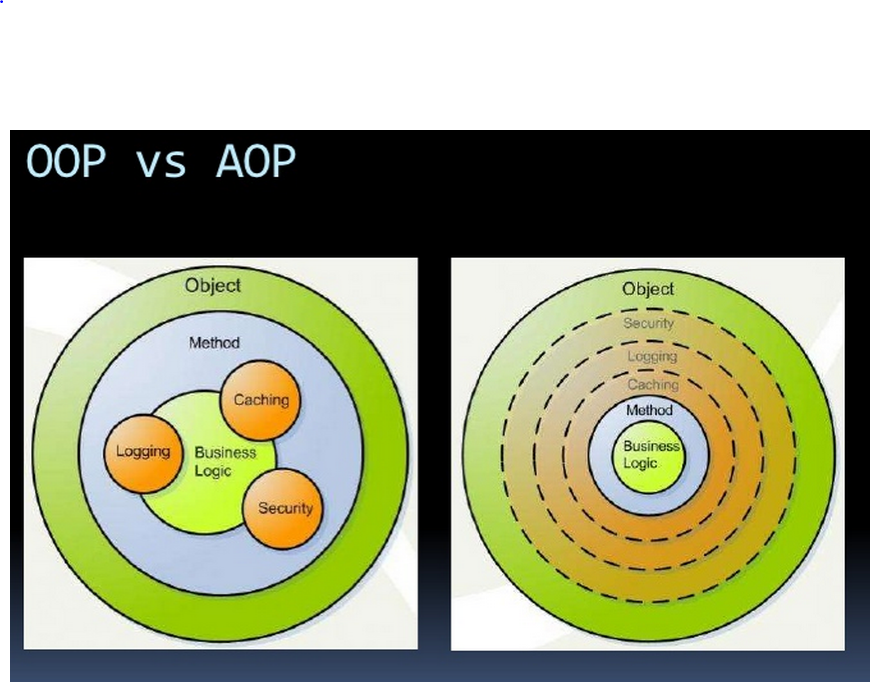 OOP vs AOP
Object
Method
Caching
Logging
Business
Logic
Security
Object
Security
Logging
Caching
Method
Business
Logic